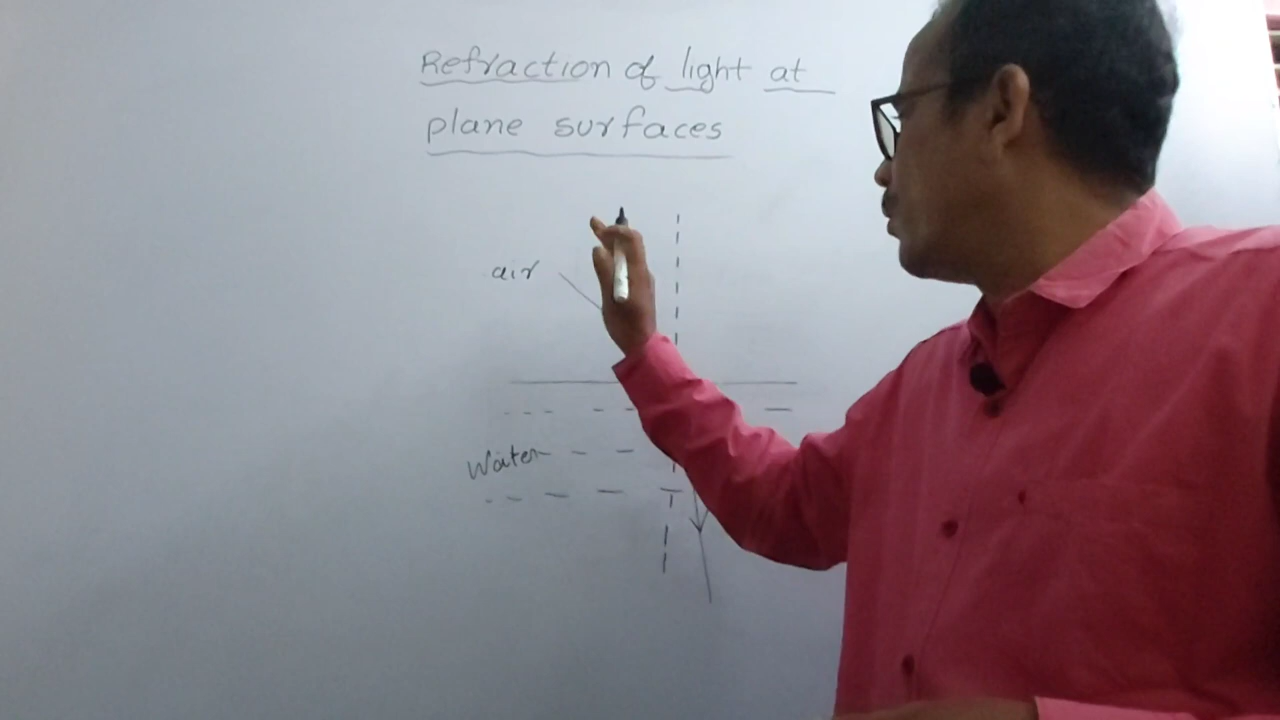 Refraction of light at
plane surfaces
air
Water